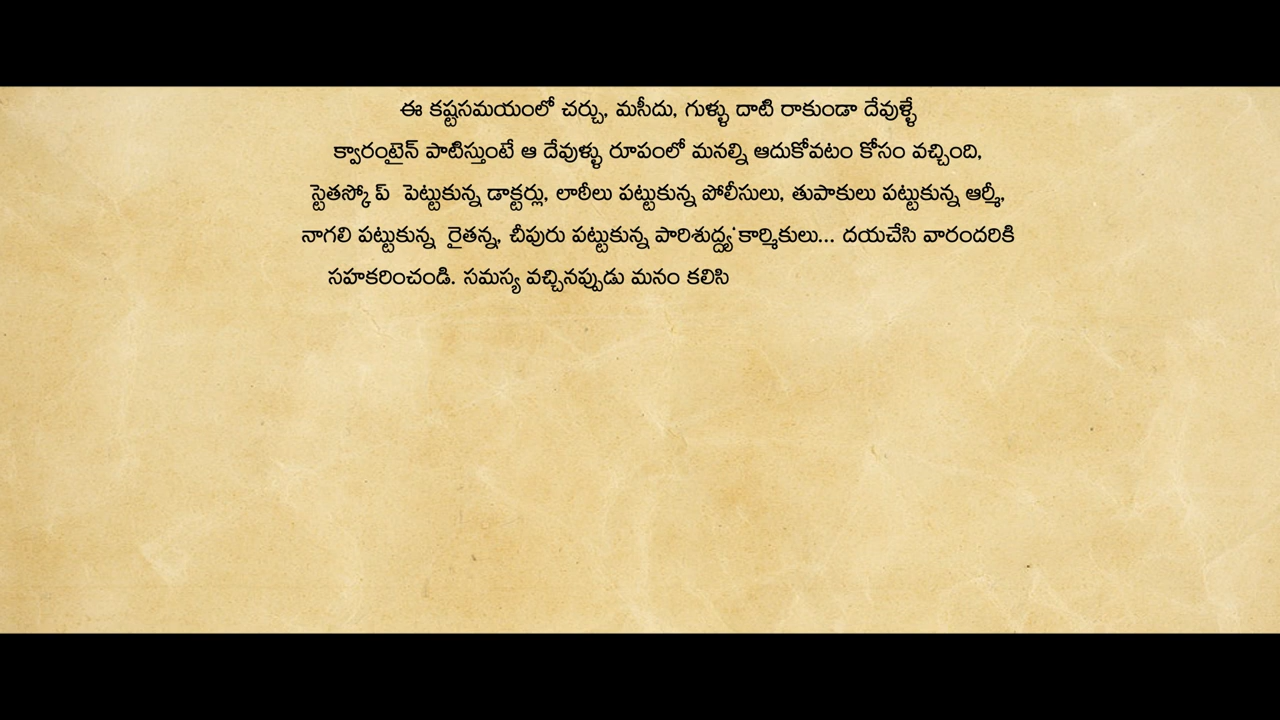 ఈ కష్టసమయంలో చర్చు, మసీదు, గుళ్ళు దాటి రాకుండా దేవుళ్ళే
క్వారంటైన్ పాటిస్తుంటే ఆ దేవుళ్ళు రూపంలో మనల్ని ఆదుకోవటం కోసం వచ్చింది,
స్టెతస్కోప్ పెట్టుకున్న డాక్టర్లు, లాఠీలు పట్టుకున్న పోలీసులు, తుపాకులు పట్టుకున్న ఆర్మీ,
నాగలి పట్టుకున్న రైతన్న, చీపురు పట్టుకున్న పారిశుద్ధ్య కార్మికులు... దయచేసి వారందరికి
సహకరించండి. సమస్య వచ్చినప్పుడు మనం కలిసి